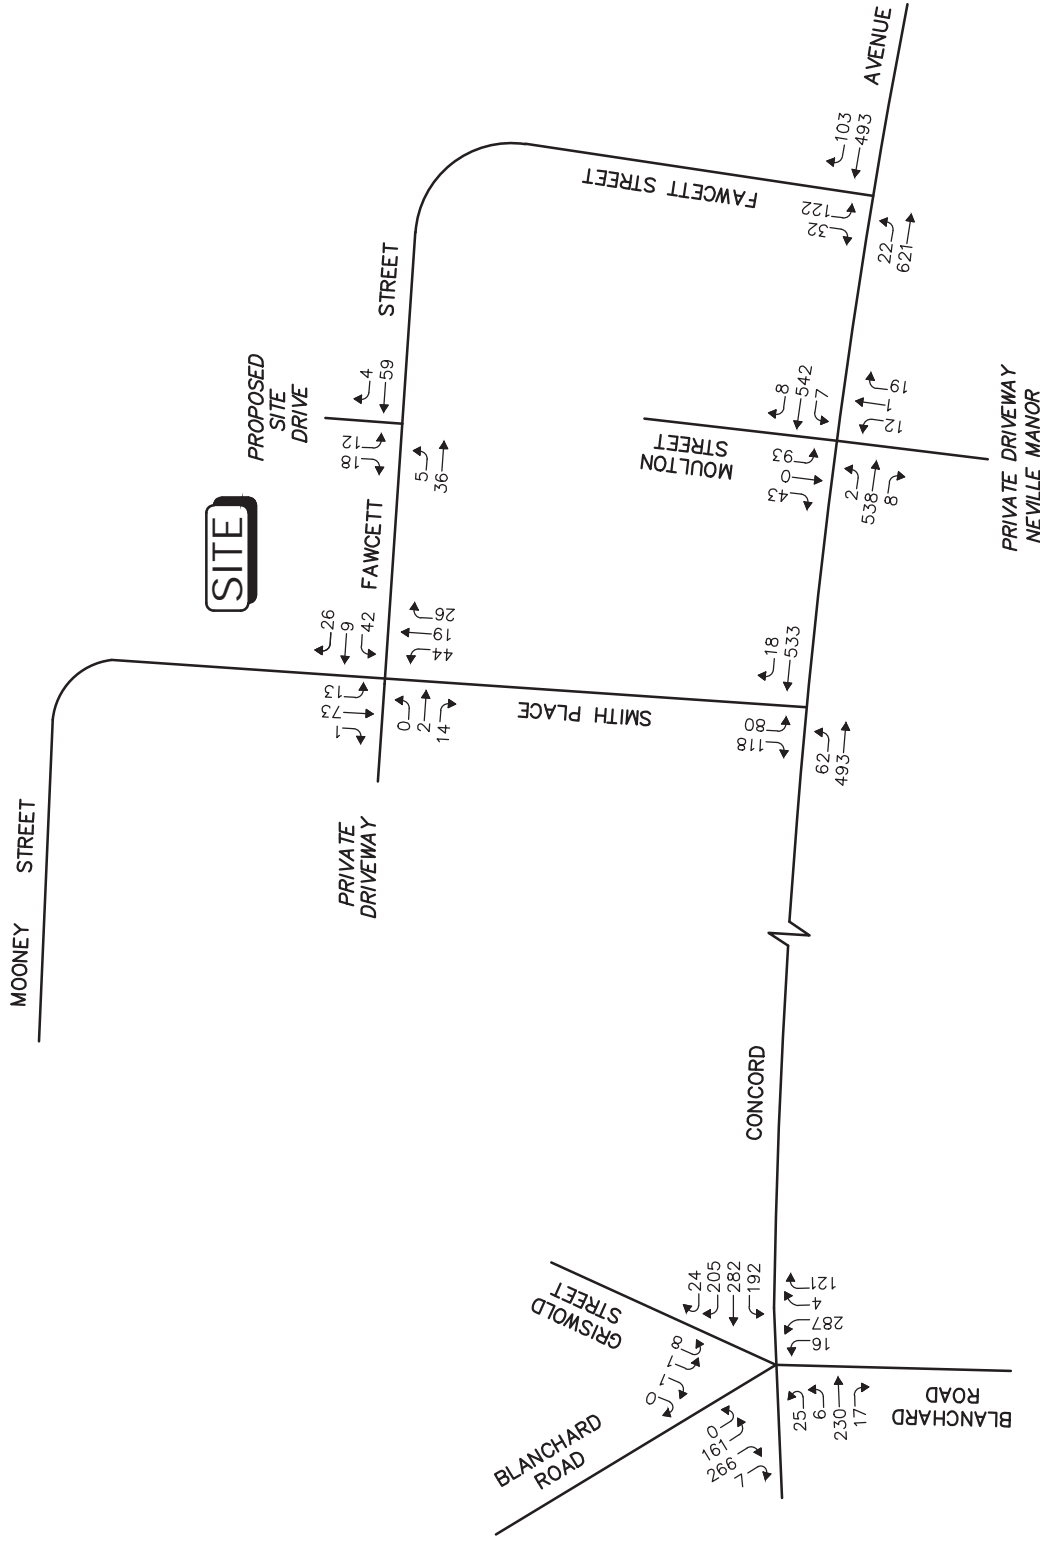 AVENUE
103
493
FAWCETT STREET
122
32
22
621
STREET
PROPOSED
SITE
DRIVE
4
59
12
18
5
36
8
542
7
MOULTON
STREET
93
0
43
19
1
12
2
538
8
PRIVATE DRIVEWAY
NEVILLE MANOR
SITE
FAWCETT
26
9
42
13
73
1
26
19
44
0
2
14
SMITH PLACE
18
533
80
118
62
493
MOONEY STREET
PRIVATE
DRIVEWAY
CONCORD
GRISWOLD
STREET
24
205
282
192
8
1
1
0
121
4
287
16
BLANCHARD
ROAD
0
161
266
7
25
6
230
17
BLANCHARD
ROAD